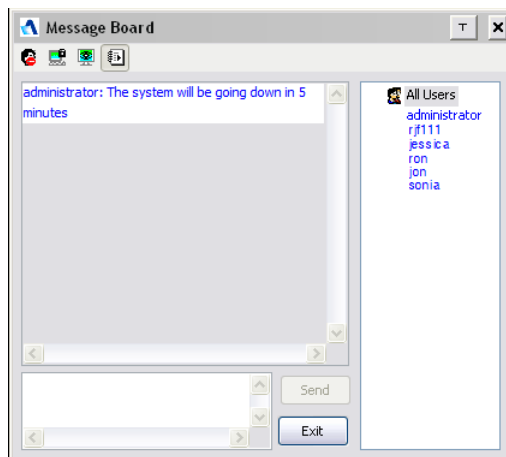 Message Board
administrator: The system will be going down in 5
minutes
All Users
administrator
rjf111
jessica
ron
jon
sonia
Send
Exit